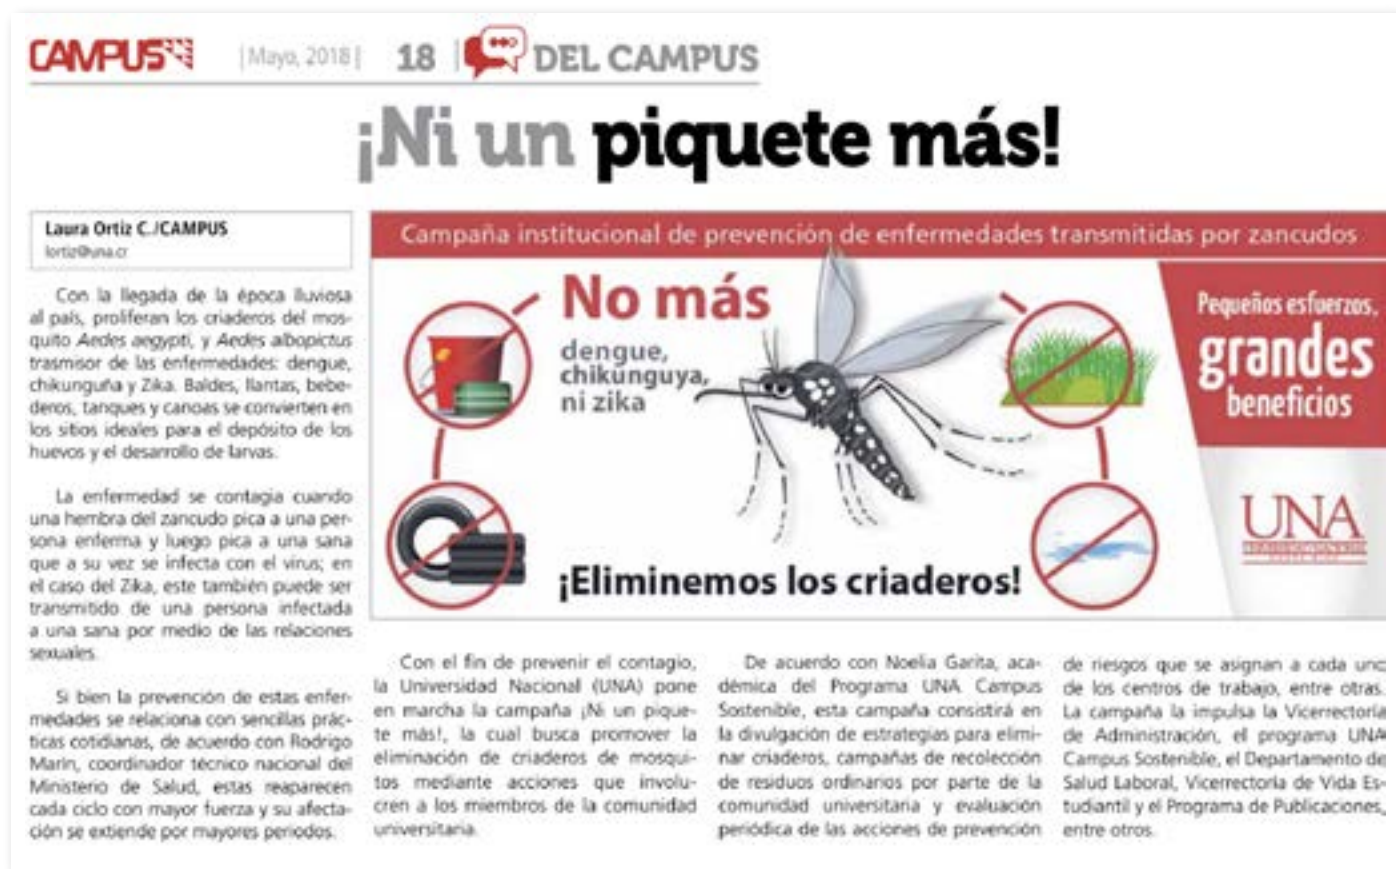 CAMPUS
|Mayo, 2018|
18
DEL CAMPUS
¡Ni un piquete más!
Laura Ortiz C./CAMPUS
lortiz@una.cr
Con la llegada de la época lluviosa
al país, proliferan los criaderos del mos-
quito Aedes aegypti, y Aedes albopictus
trasmisor de las enfermedades: dengue,
chikunguña y Zika. Baldes, llantas, bebe-
deros, tanques y canoas se convierten en
los sitios ideales para el depósito de los
huevos y el desarrollo de larvas.
La enfermedad se contagia cuando
una hembra del zancudo pica a una per-
sona enferma y luego pica a una sana
que a su vez se infecta con el virus; en
el caso del Zika, este también puede ser
transmitido de una persona infectada
a una sana por medio de las relaciones
sexuales.
Si bien la prevención de estas enfer-
medades se relaciona con sencillas prác-
ticas cotidianas, de acuerdo con Rodrigo
Marín, coordinador técnico nacional del
Ministerio de Salud, estas reaparecen
cada ciclo con mayor fuerza y su afecta-
ción se extiende por mayores periodos.
Campaña institucional de prevención de enfermedades transmitidas por zancudos
No más
dengue,
chikunguya,
ni zika
¡Eliminemos los criaderos!
Pequeños esfuerzos,
grandes
beneficios
UNA
Con el fin de prevenir el contagio,
la Universidad Nacional (UNA) pone
en marcha la campaña ¡Ni un pique-
te más!, la cual busca promover la
eliminación de criaderos de mosqui-
tos mediante acciones que involu-
cren a los miembros de la comunidad
universitaria.
De acuerdo con Noelia Garita, aca-
démica del Programa UNA Campus
Sostenible, esta campaña consistirá en
la divulgación de estrategias para elimi-
nar criaderos, campañas de recolección
de residuos ordinarios por parte de la
comunidad universitaria y evaluación
periódica de las acciones de prevención
de riesgos que se asignan a cada uno
de los centros de trabajo, entre otras.
La campaña la impulsa la Vicerrectoría
de Administración, el programa UNA
Campus Sostenible, el Departamento de
Salud Laboral, Vicerrectoría de Vida Es-
tudiantil y el Programa de Publicaciones,
entre otros.